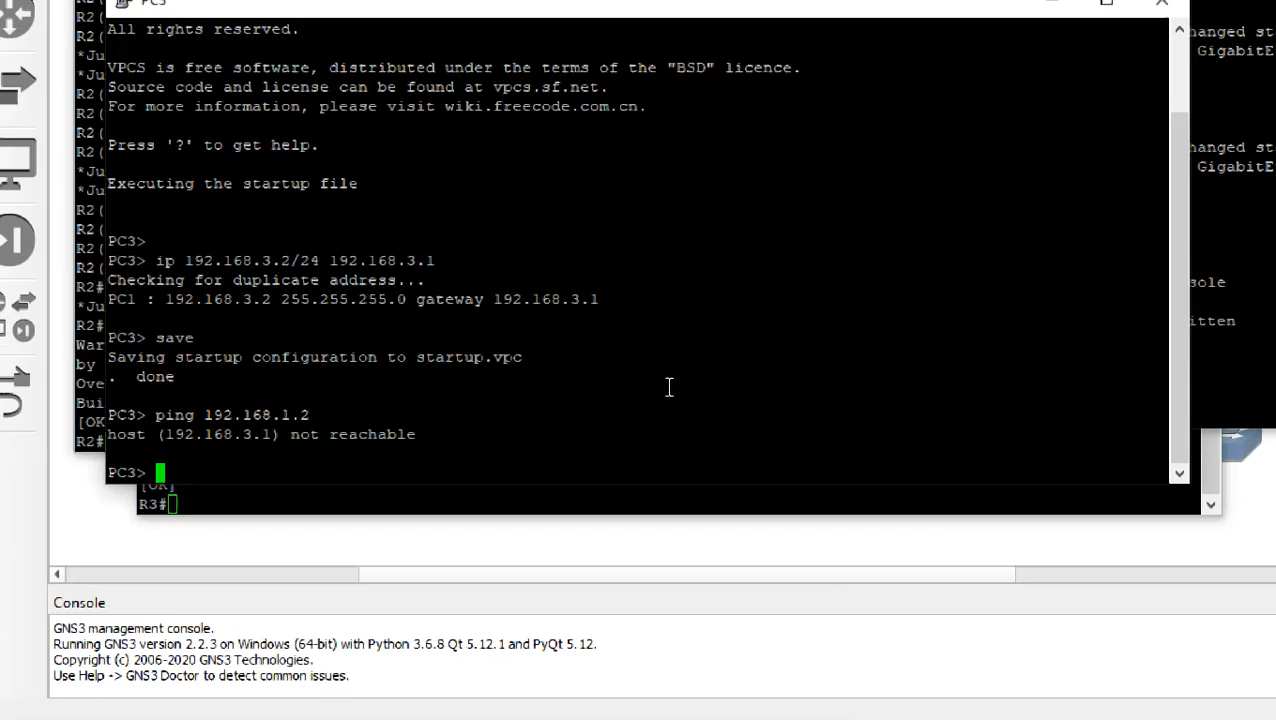 PC3
All rights reserved.
VPCS is free software, distributed under the terms of the "BSD" licence.
Source code and license can be found at vpcs.sf.net.
For more information, please visit wiki.freecode.com.cn.
Press '?' to get help.
Executing the startup file
PC3>
PC3> ip 192.168.3.2/24 192.168.3.1
Checking for duplicate address...
PC1 : 192.168.3.2 255.255.255.0 gateway 192.168.3.1
PC3> save
Saving startup configuration to startup.vpc
.  done
PC3> ping 192.168.1.2
host (192.168.3.1) not reachable
PC3>
R2(
R2(
*Ju
*Ju
R2(
R2(
R2(
R2(
*Ju
*Ju
R2(
R2(
R2(
R2(
R2#
*Ju
R2#
War
by
Ove
Bui
[OK
R2#
hanged st
GigabitE
hanged st
GigabitE
sole
itten
[OK]
R3#
Console
GNS3 management console.
Running GNS3 version 2.2.3 on Windows (64-bit) with Python 3.6.8 Qt 5.12.1 and PyQt 5.12.
Copyright (c) 2006-2020 GNS3 Technologies.
Use Help -> GNS3 Doctor to detect common issues.